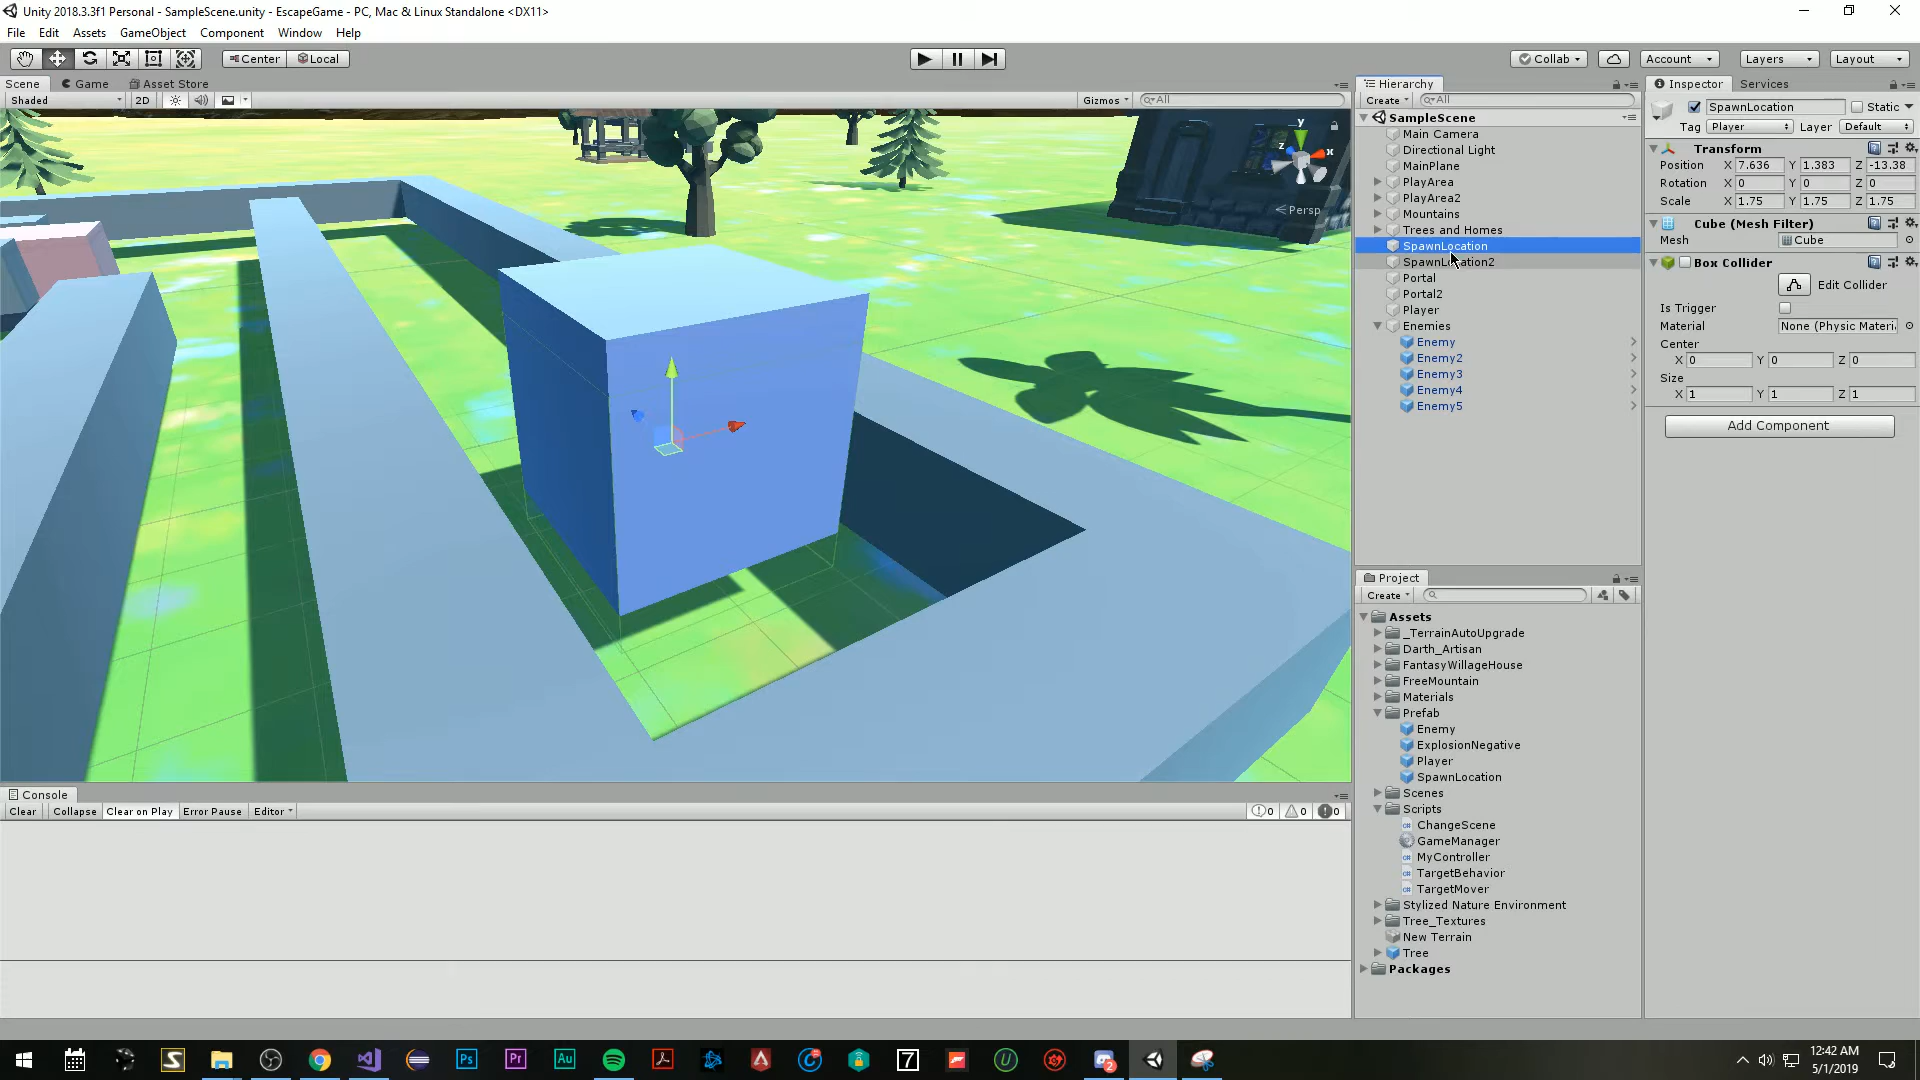 Unity 2018.3.3f1 Personal - SampleScene.unity - EscapeGame - PC, Mac & Linux Standalone <DX11>
File Edit Assets GameObject Component Window Help
Center Local Collab Account Layers Layout
Scene Game Asset Store
Shaded 2D Gizmos All
y
z x
Persp
Hierarchy
Create All
SampleScene
Main Camera
Directional Light
MainPlane
PlayArea
PlayArea2
Mountains
Trees and Homes
SpawnLocation
SpawnLocation2
Portal
Portal2
Player
Enemies
Enemy
Enemy2
Enemy3
Enemy4
Enemy5
Inspector Services
SpawnLocation Static
Tag Player Layer Default
Transform
Position X 7.636 Y 1.383 Z -13.38
Rotation X 0 Y 0 Z 0
Scale X 1.75 Y 1.75 Z 1.75
Cube (Mesh Filter)
Mesh Cube
Box Collider
Edit Collider
Is Trigger
Material None (Physic Materi
Center
X 0 Y 0 Z 0
Size
X 1 Y 1 Z 1
Add Component
Project
Create
Assets
_TerrainAutoUpgrade
Darth_Artisan
FantasyWillageHouse
FreeMountain
Materials
Prefab
Enemy
ExplosionNegative
Player
SpawnLocation
Scenes
Scripts
ChangeScene
GameManager
MyController
TargetBehavior
TargetMover
Stylized Nature Environment
Tree_Textures
New Terrain
Tree
Packages
Console
Clear Collapse Clear on Play Error Pause Editor 0 0 0
S Ps Pr Au 7 U 2
12:42 AM
5/1/2019